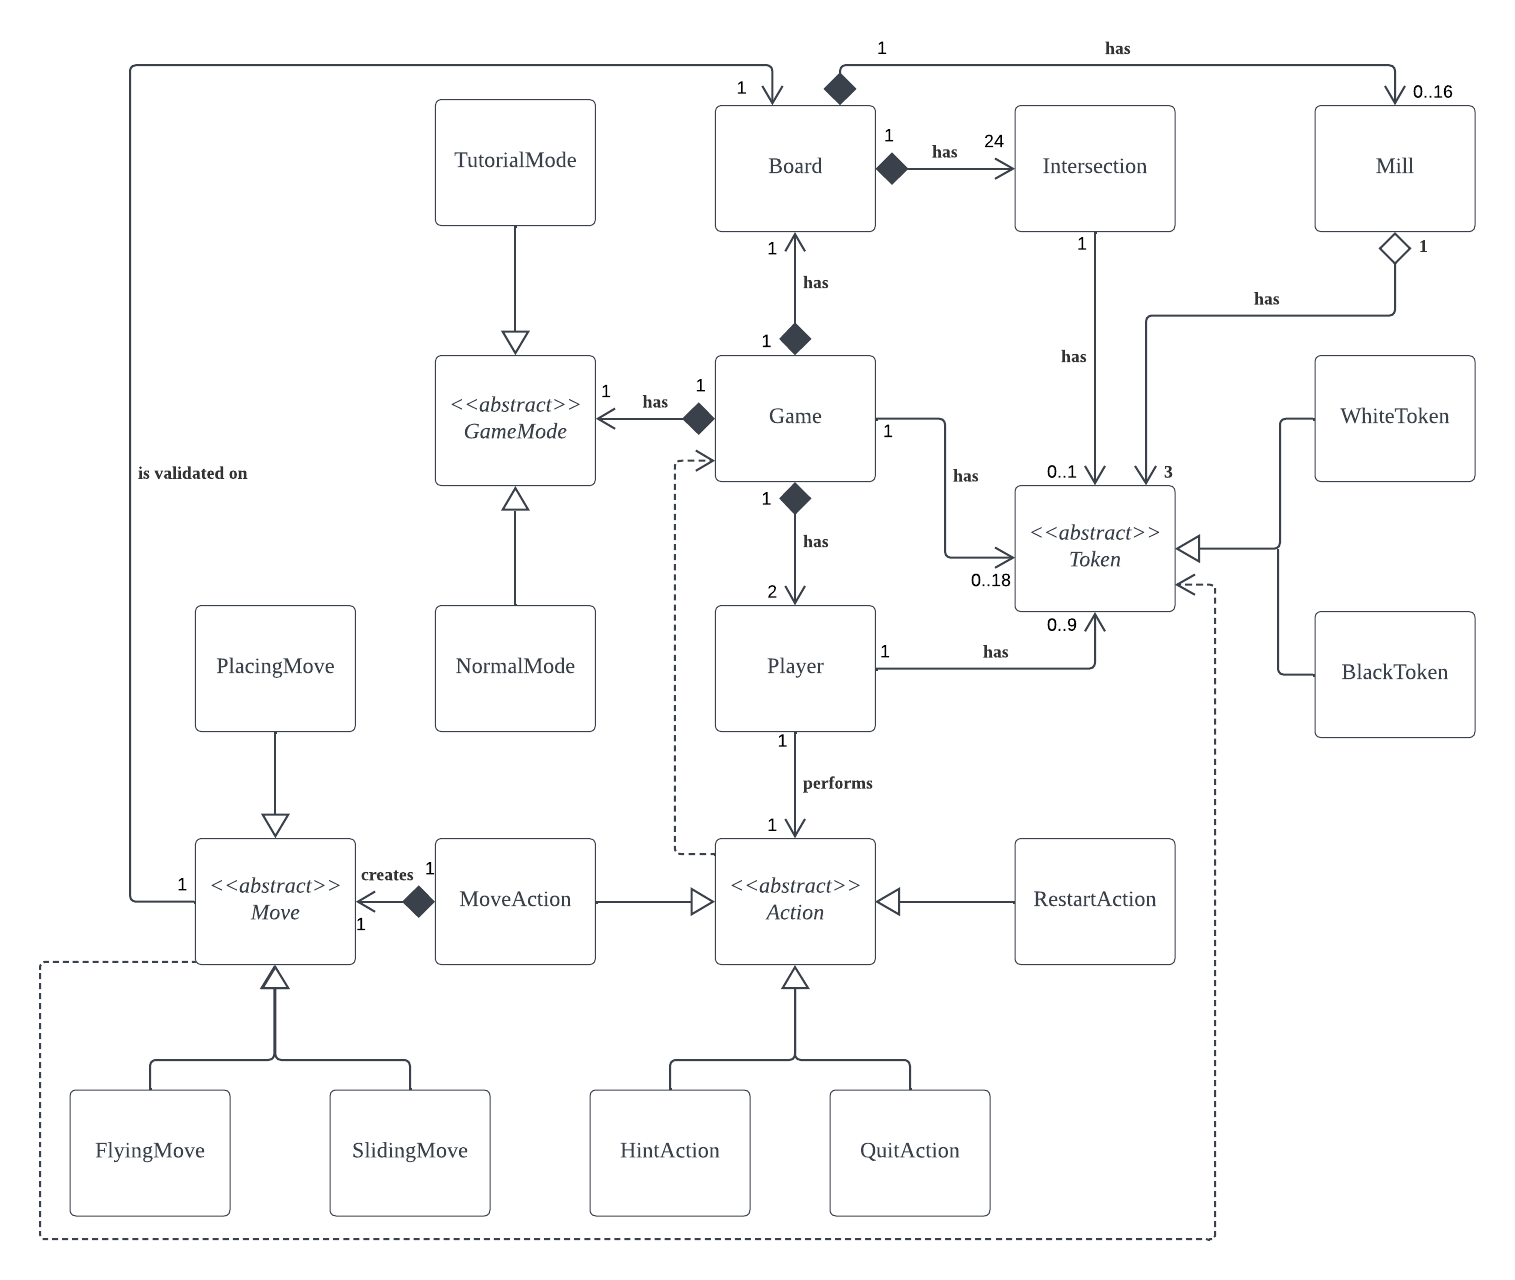 1
has
1
0..16
TutorialMode
Board
1
has
24
Intersection
Mill
1
has
1
1
1
has
is validated on
<<abstract>>
GameMode
1
has
1
Game
1
has
0..18
has
0..1
3
<<abstract>>
Token
WhiteToken
BlackToken
1
has
2
PlacingMove
NormalMode
Player
1
has
0..9
1
performs
1
1
<<abstract>>
Move
creates
1
1
MoveAction
<<abstract>>
Action
RestartAction
FlyingMove
SlidingMove
HintAction
QuitAction